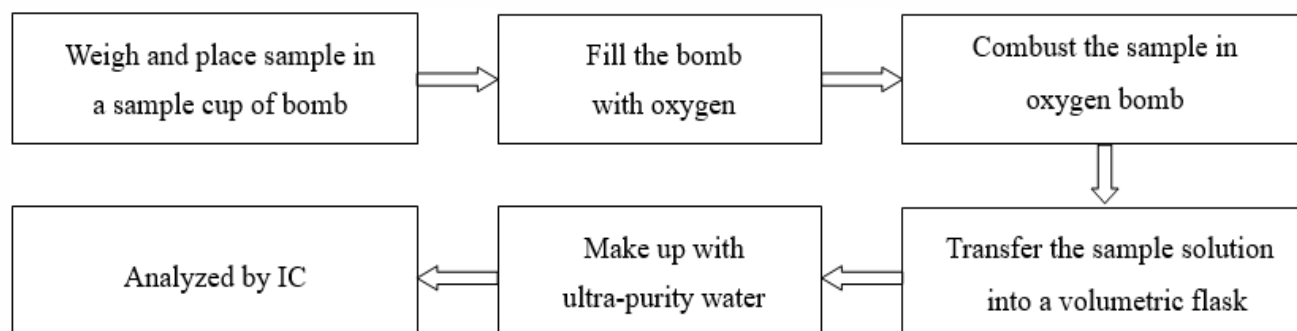 Weigh and place sample in
a sample cup of bomb
Fill the bomb
with oxygen
Combust the sample in
oxygen bomb
Transfer the sample solution
into a volumetric flask
Make up with
ultra-purity water
Analyzed by IC